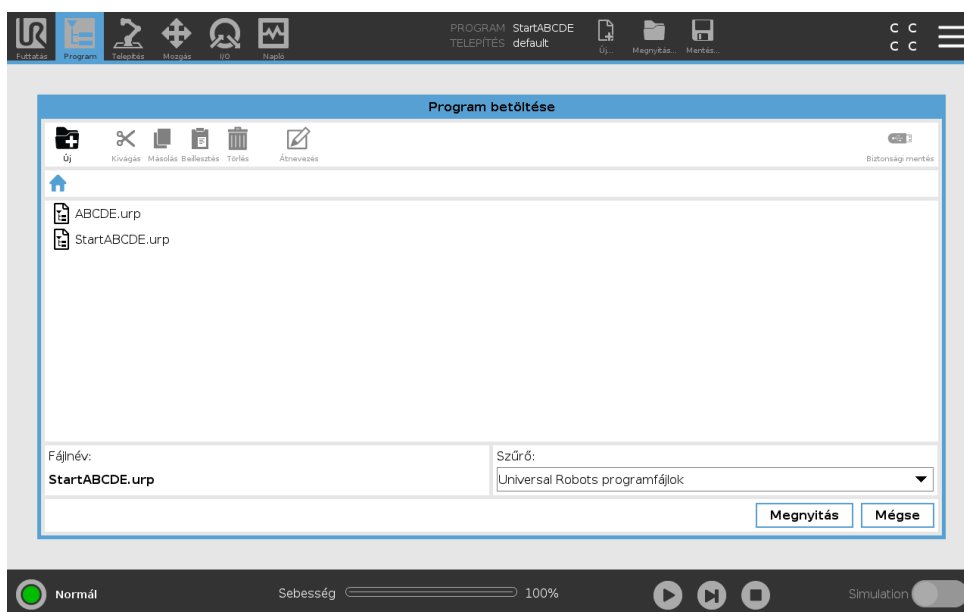 UR
PROGRAM StartABCDE
TELEPÍTÉS default
C C
C C
Futtatás Program Telepítés Mozgás I/O Napló Új... Megnyitás... Mentés...
Program betöltése
Új Kivágás Másolás Beillesztés Törlés Átnevezés Biztonsági mentés
ABCDE.urp
StartABCDE.urp
Fájlnév: Szűrő:
StartABCDE.urp Universal Robots programfájlok
Megnyitás Mégse
Normál Sebesség 100% Simulation